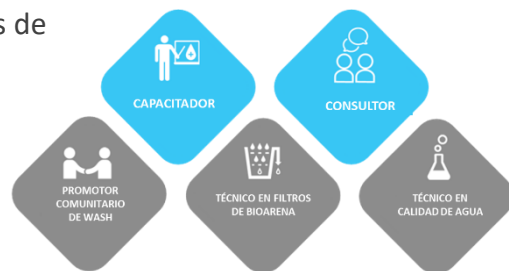 s de
CAPACITADOR
CONSULTOR
PROMOTOR
COMUNITARIO
DE WASH
TÉCNICO EN FILTROS
DE BIOARENA
TÉCNICO EN
CALIDAD DE AGUA